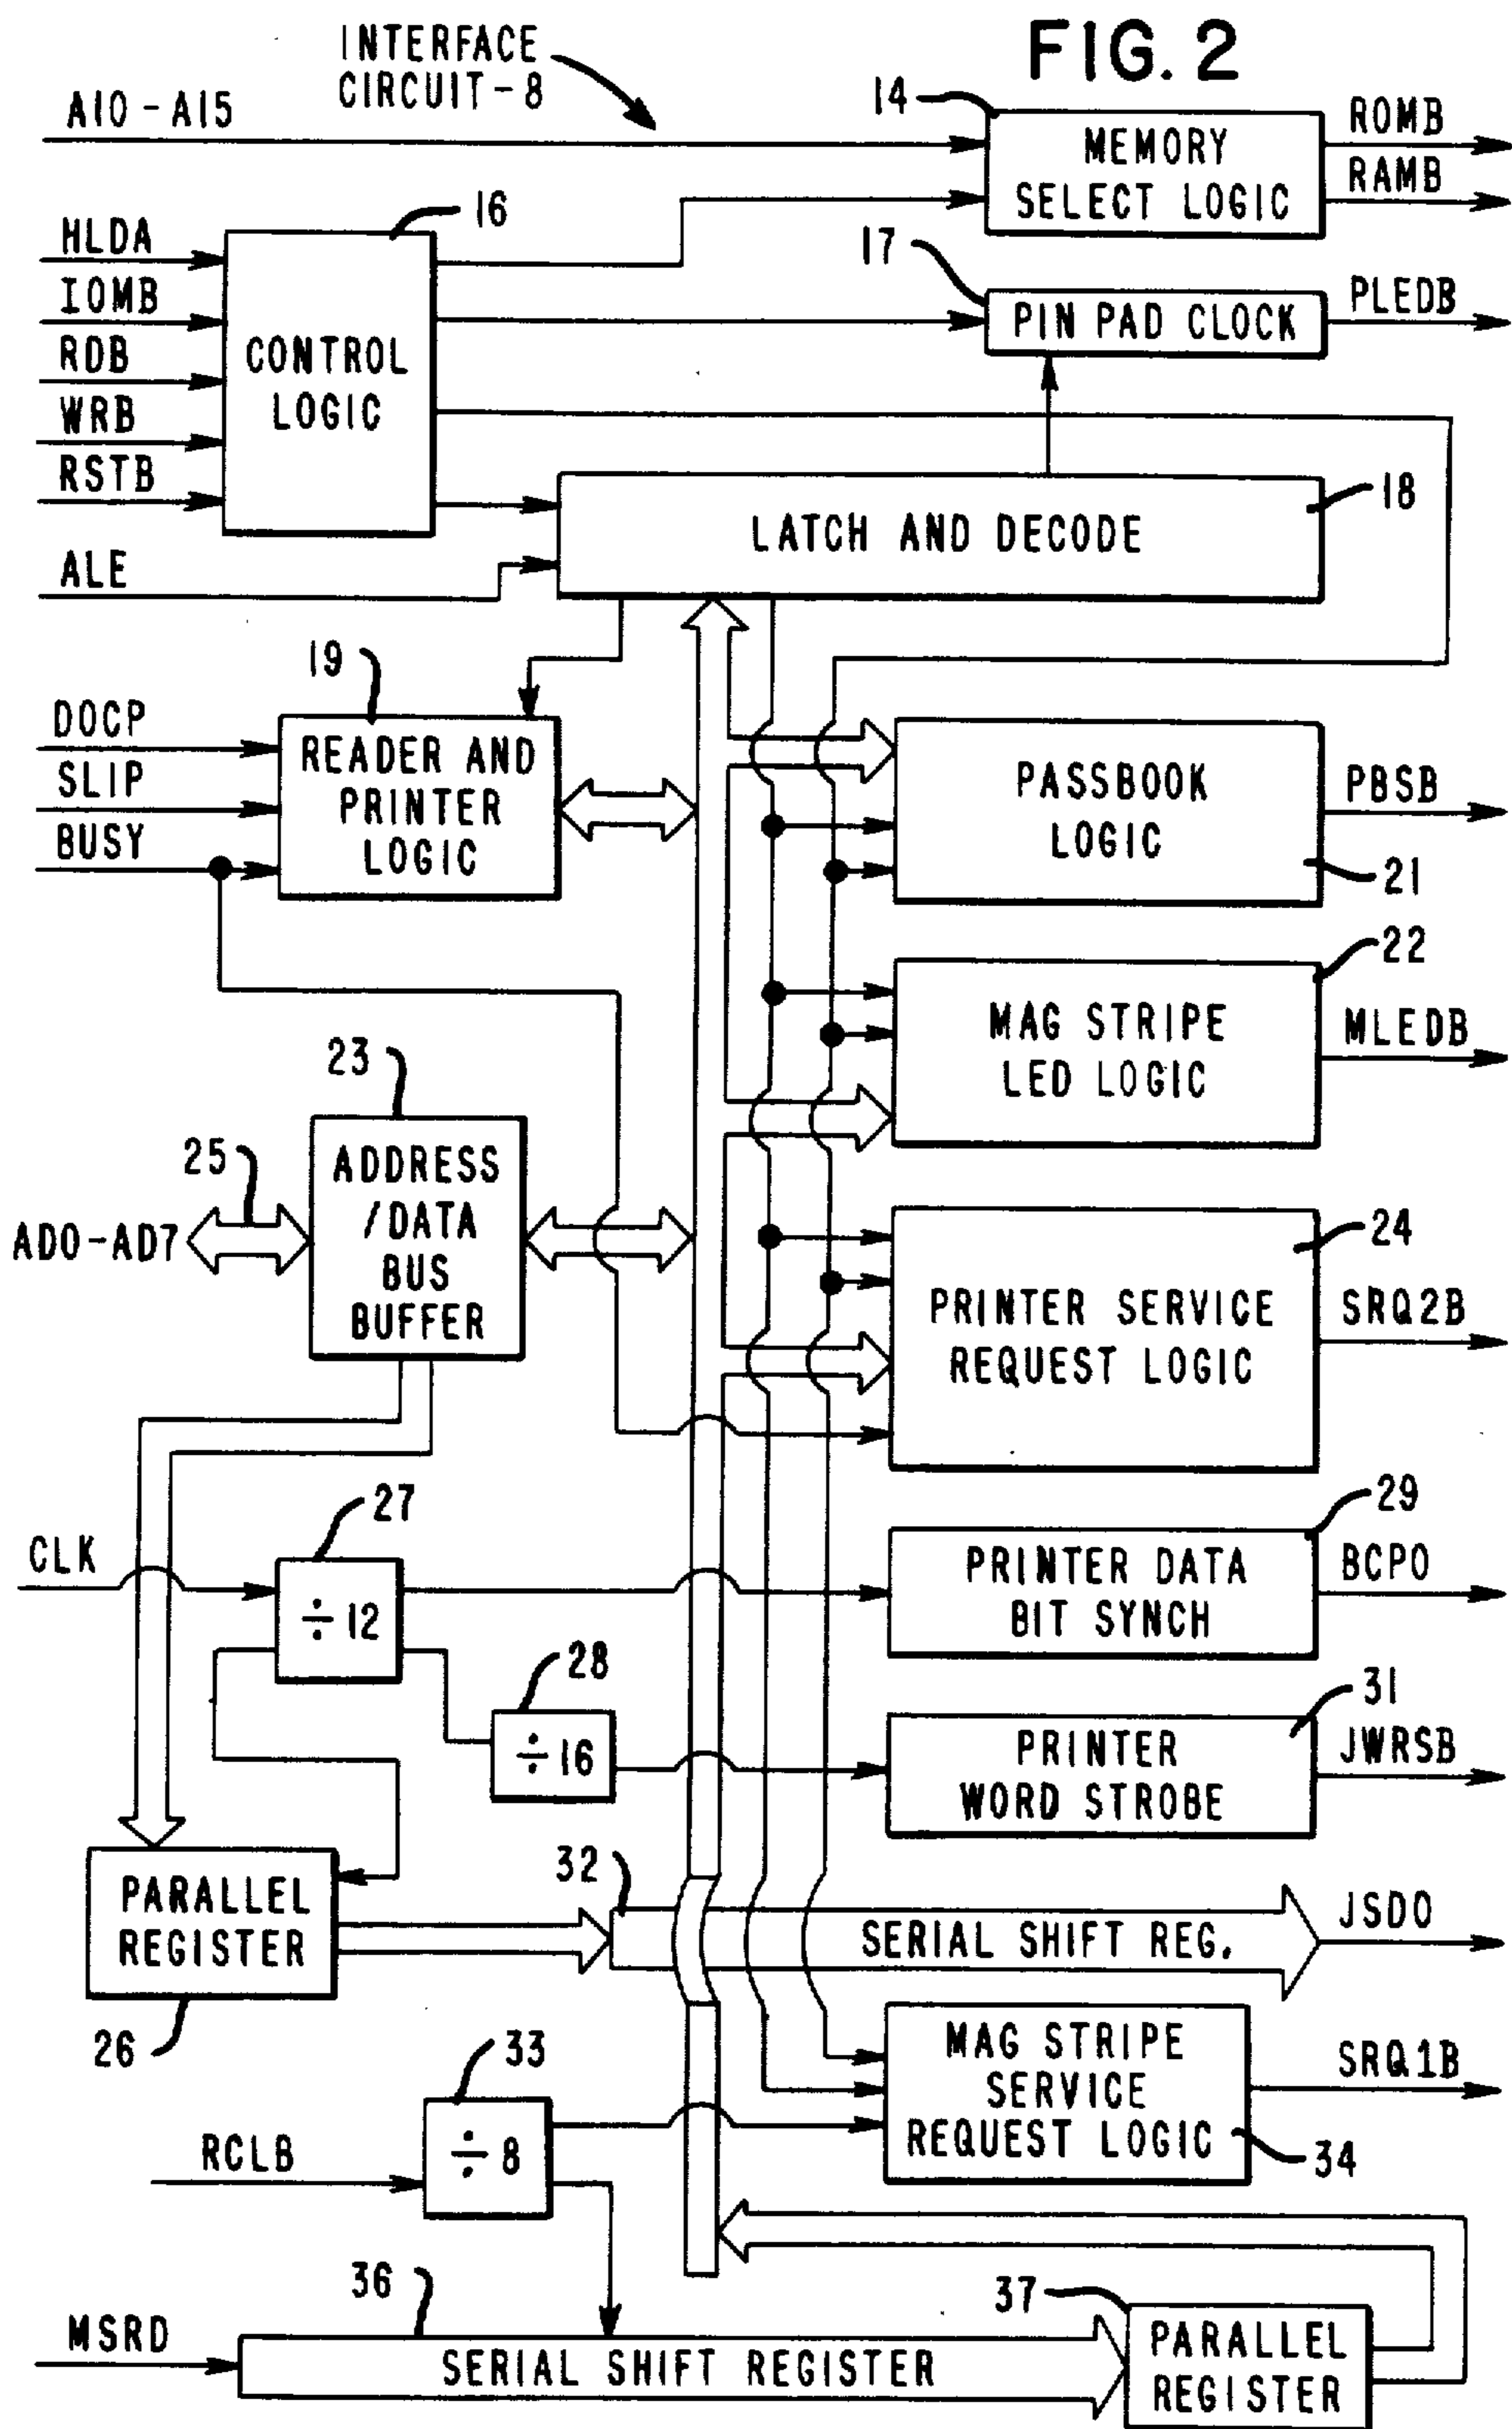 FIG. 2
INTERFACE
CIRCUIT-8
A10-A15
14
MEMORY
SELECT LOGIC
ROMB
RAMB
16
HLDA
IOMB
RDB
WRB
RSTB
CONTROL
LOGIC
17
PIN PAD CLOCK
PLEDB
18
LATCH AND DECODE
ALE
19
DOCP
SLIP
BUSY
READER AND
PRINTER
LOGIC
PASSBOOK
LOGIC
PBSB
21
22
MAG STRIPE
LED LOGIC
MLEDB
23
25
AD0-AD7
ADDRESS
/DATA
BUS
BUFFER
24
PRINTER SERVICE
REQUEST LOGIC
SRQ2B
27
CLK
÷12
29
PRINTER DATA
BIT SYNCH
BCPO
28
÷16
31
PRINTER
WORD STROBE
JWRSB
PARALLEL
REGISTER
26
32
SERIAL SHIFT REG.
JSDO
33
RCLB
÷8
MAG STRIPE
SERVICE
REQUEST LOGIC
SRQ1B
34
36
MSRD
SERIAL SHIFT REGISTER
37
PARALLEL
REGISTER